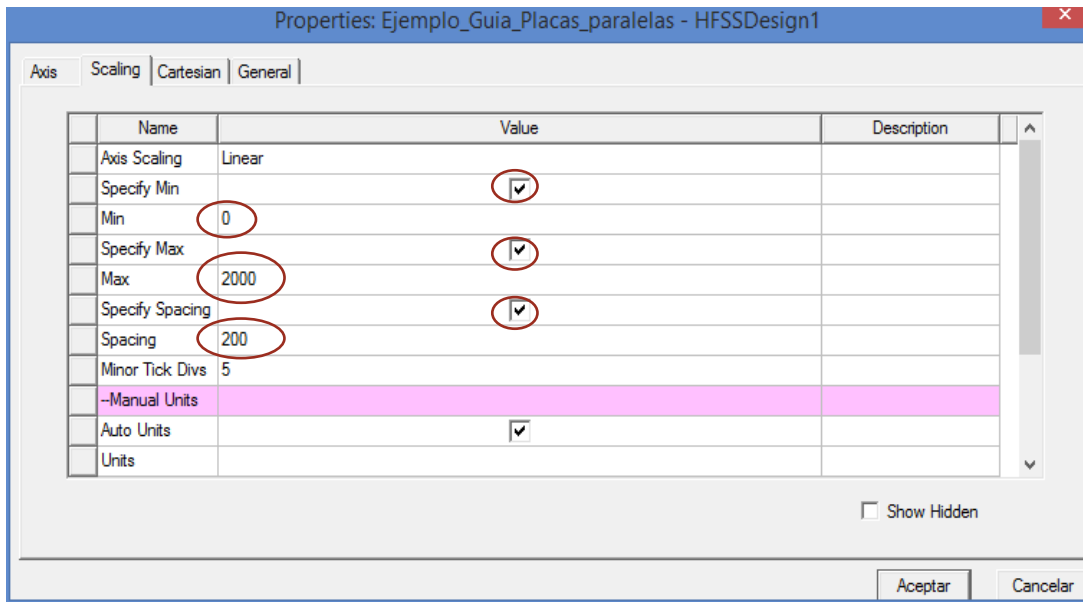 Properties: Ejemplo_Guia_Placas_paralelas - HFSSDesign1
Axis Scaling Cartesian General
Name Value Description
Axis Scaling Linear
Specify Min
Min 0
Specify Max
Max 2000
Specify Spacing
Spacing 200
Minor Tick Divs 5
--Manual Units
Auto Units
Units
Show Hidden
Aceptar Cancelar